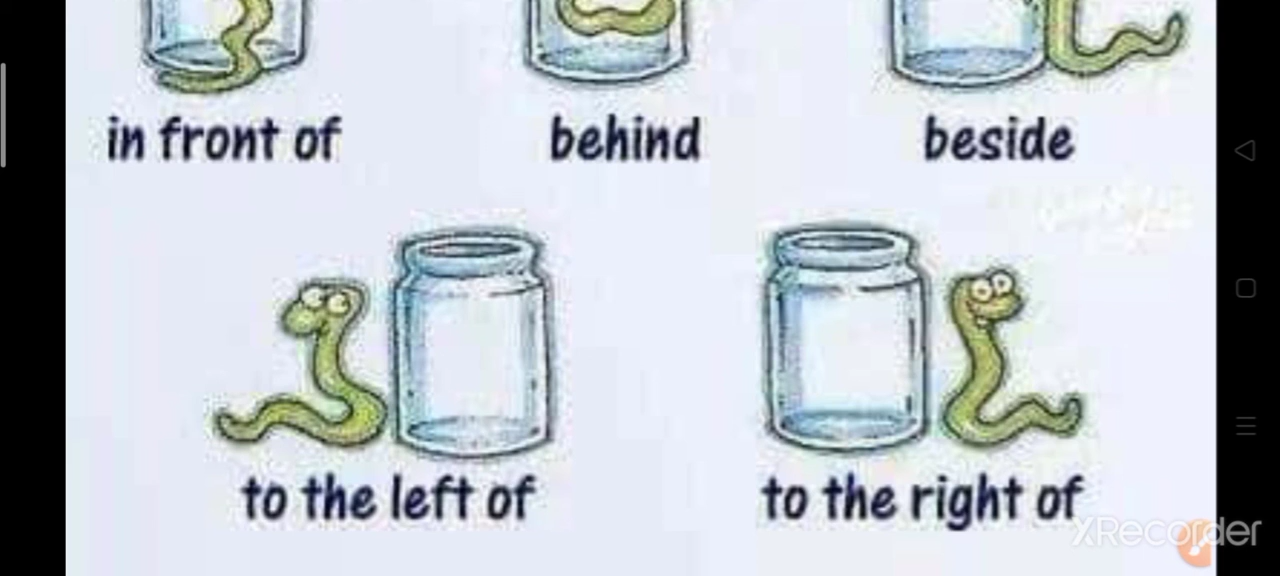 in front of
behind
beside
to the left of
to the right of
XRecorder